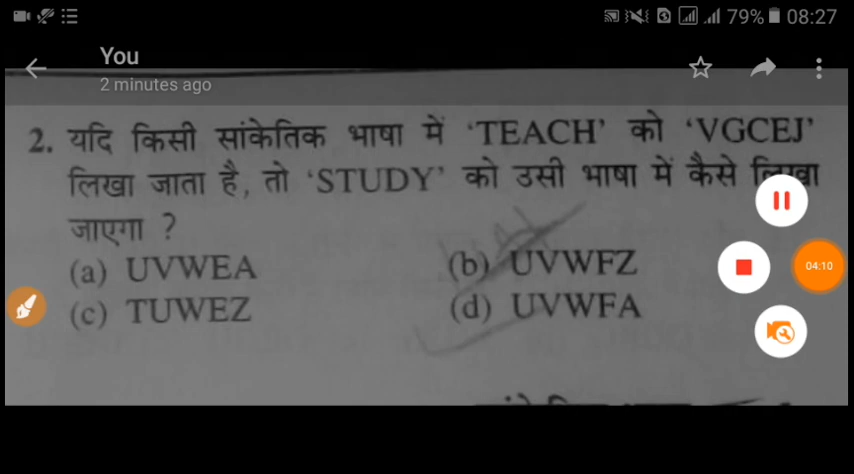 79% 08:27
You
2 minutes ago
2. यदि किसी सांकेतिक भाषा में 'TEACH' को 'VGCEJ'
लिखा जाता है, तो 'STUDY' को उसी भाषा में कैसे लिखा
जाएगा ?
(a) UVWEA (b) UVWFZ
(c) TUWEZ (d) UVWFA
04:10